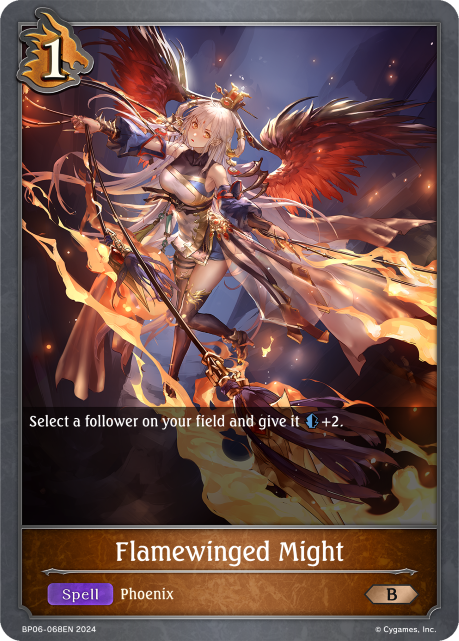 1
Select a follower on your field and give it +2.
Flamewinged Might
Spell Phoenix B
BP06-068EN 2024 © Cygames, Inc.